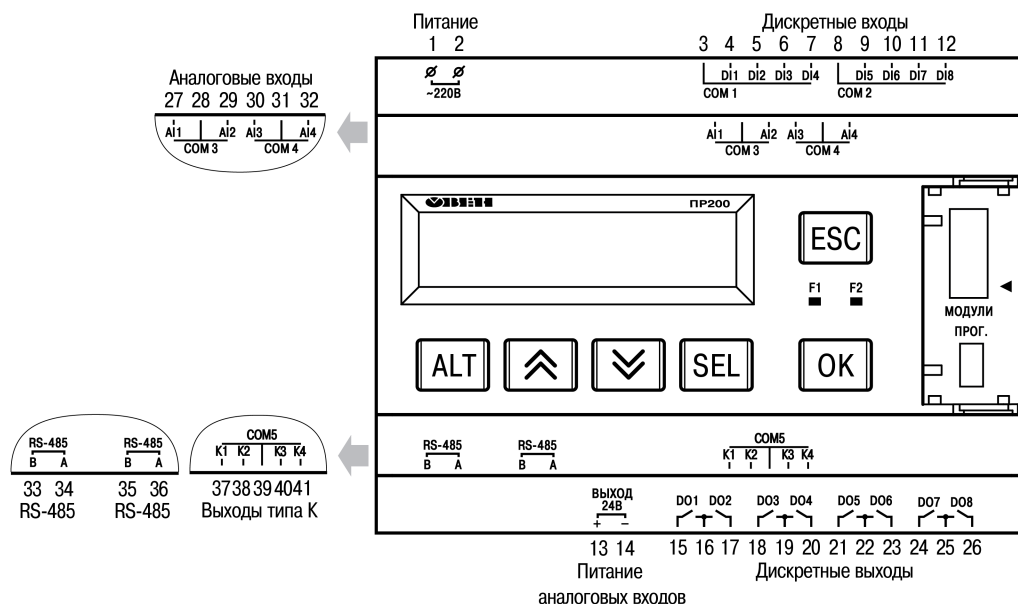 Питание
1 2
~220В
Дискретные входы
3 4 5 6 7 8 9 10 11 12
DI1 DI2 DI3 DI4 DI5 DI6 DI7 DI8
COM 1 COM 2
Аналоговые входы
27 28 29 30 31 32
AI1 AI2 AI3 AI4
COM 3 COM 4
AI1 AI2 AI3 AI4
COM 3 COM 4
ОВЕН ПР200
ESC
F1 F2
МОДУЛИ
ПРОГ.
ALT SEL OK
RS-485 RS-485
B A B A
33 34 35 36
RS-485 RS-485
COM5
K1 K2 K3 K4
37 38 39 40 41
Выходы типа К
RS-485 RS-485
B A B A
COM5
K1 K2 K3 K4
ВЫХОД
24В
+ −
DO1 DO2 DO3 DO4 DO5 DO6 DO7 DO8
13 14 15 16 17 18 19 20 21 22 23 24 25 26
Питание
аналоговых входов
Дискретные выходы